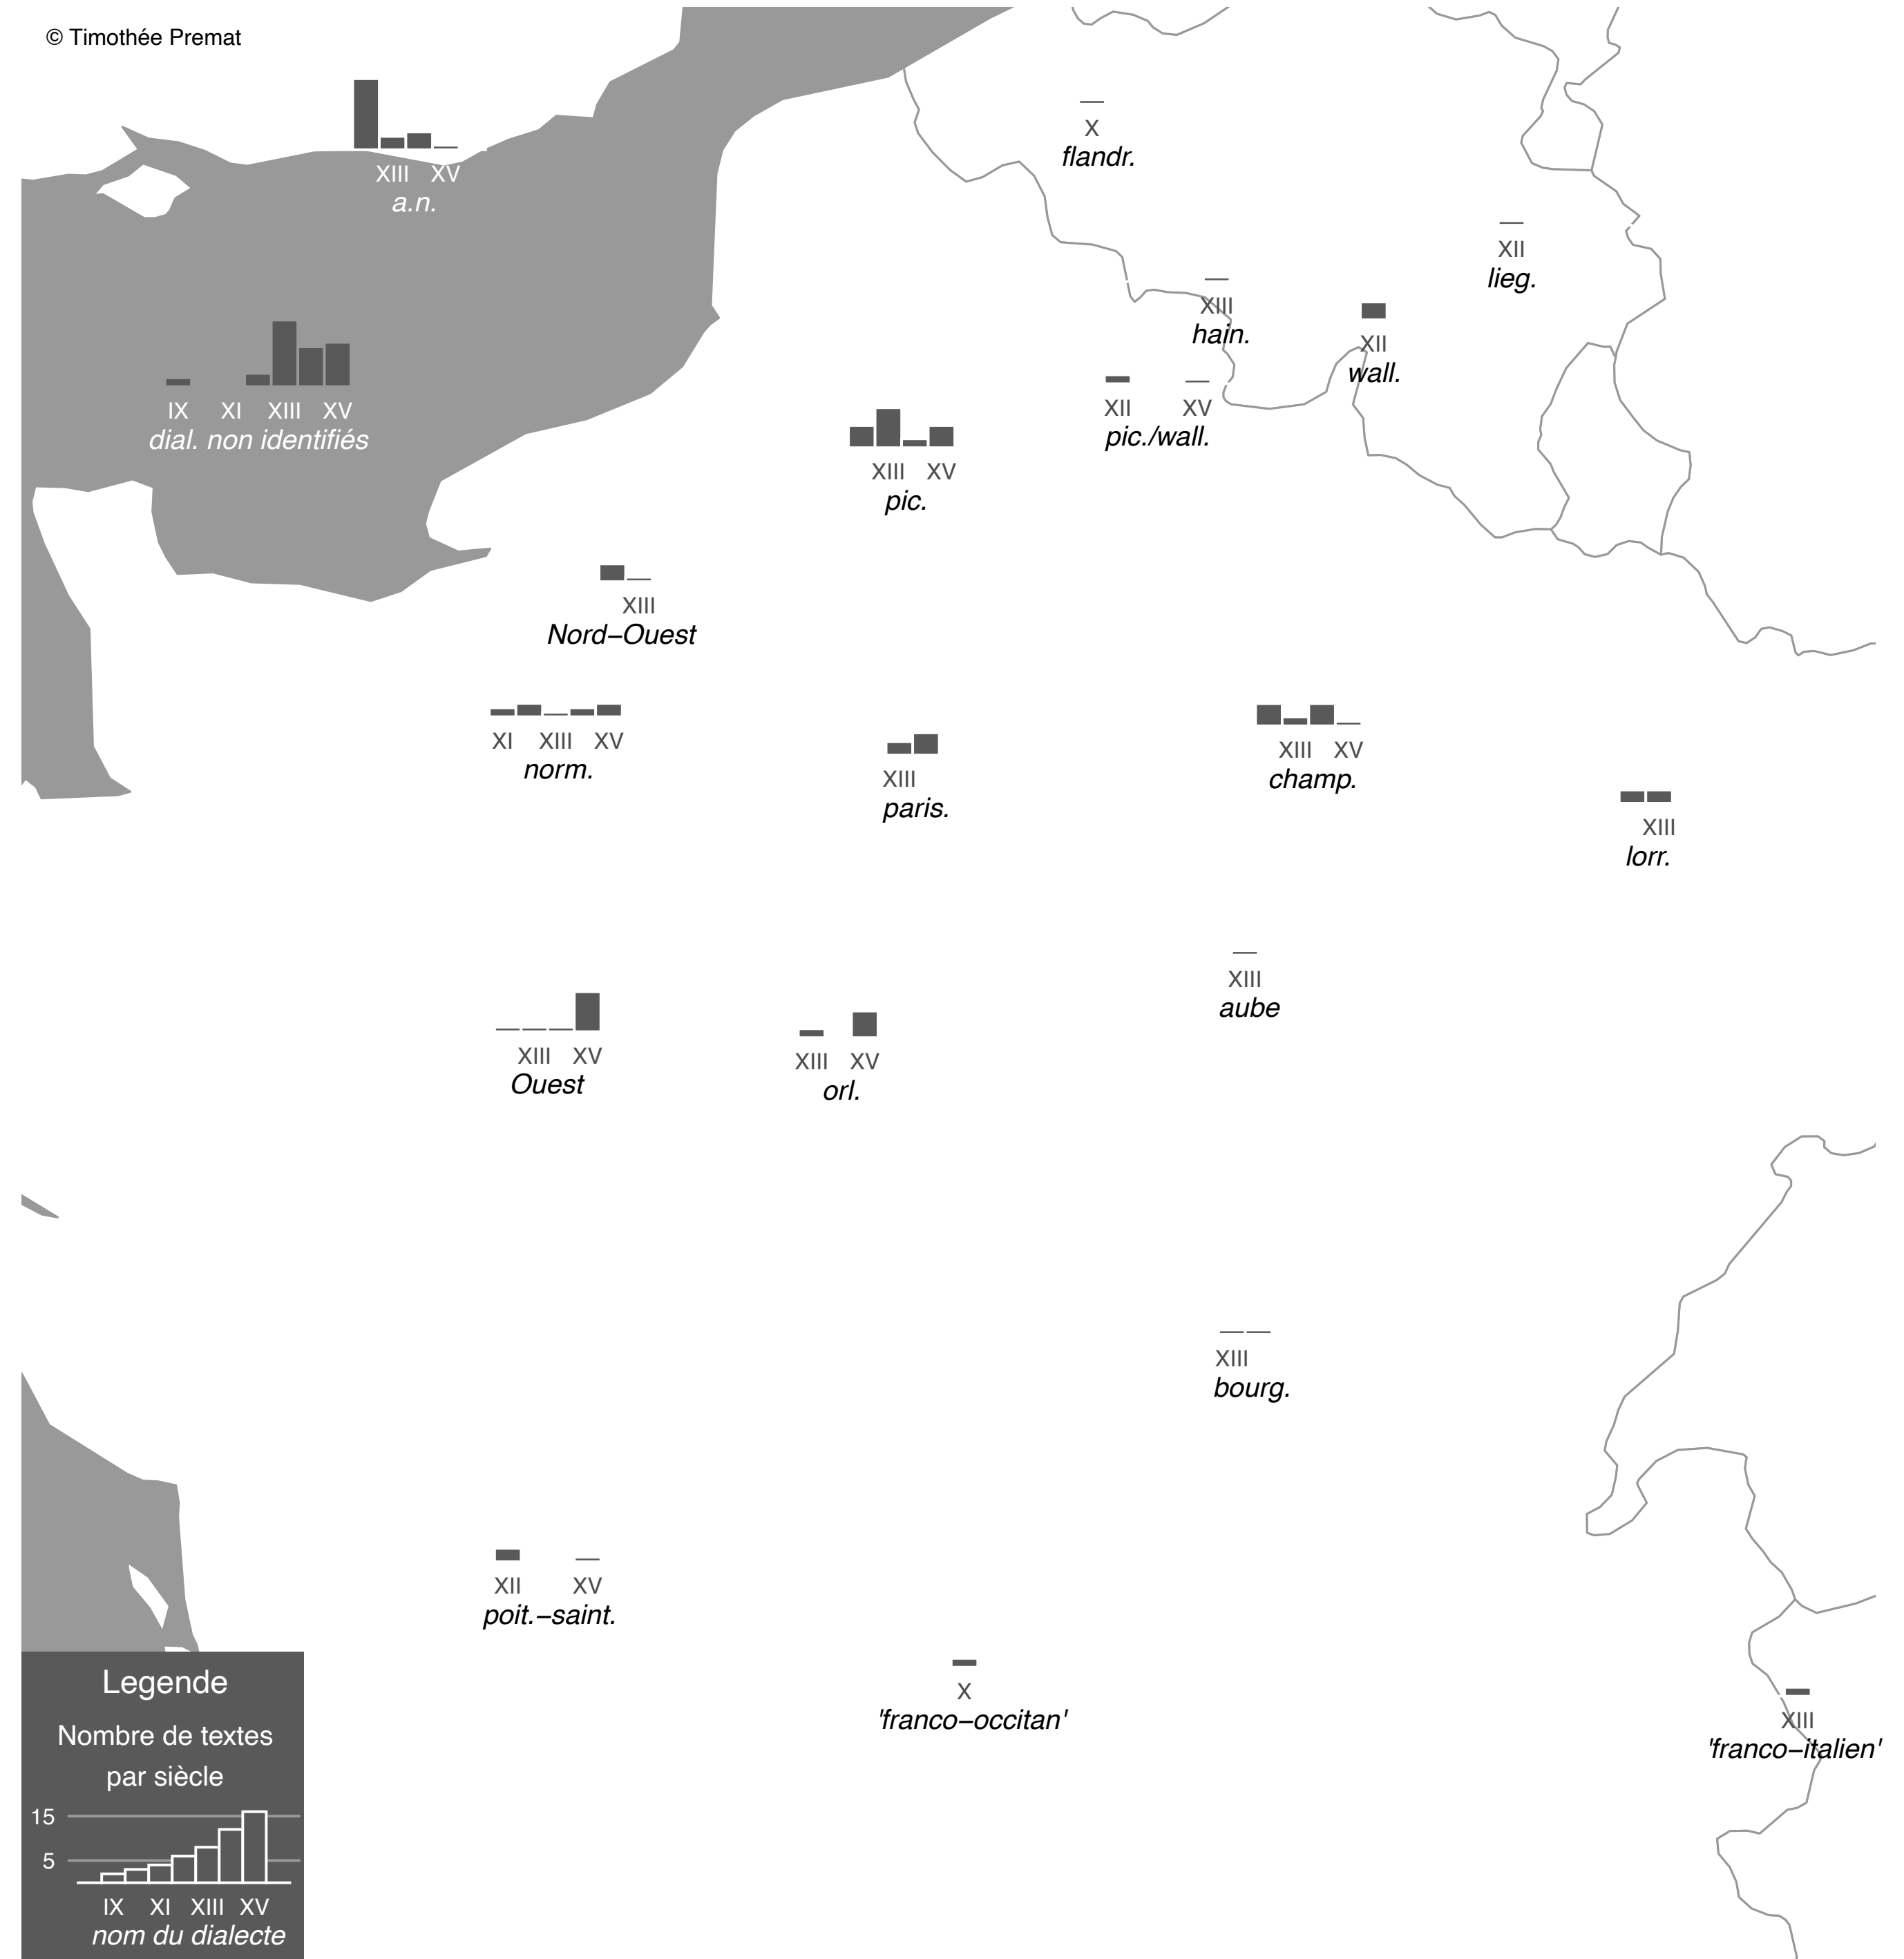 © Timothée Premat
X
flandr.
XIII XV
a.n.
XII
lieg.
XIII
hain.
XII
wall.
IX XI XIII XV
dial. non identifiés
XII XV
pic./wall.
XIII XV
pic.
XIII
Nord–Ouest
XI XIII XV
norm.
XIII
paris.
XIII XV
champ.
XIII
lorr.
XIII
aube
XIII XV
Ouest
XIII XV
orl.
XIII
bourg.
XII XV
poit.–saint.
X
'franco–occitan'
XIII
'franco–italien'
Legende
Nombre de textes
par siècle
15
5
IX XI XIII XV
nom du dialecte